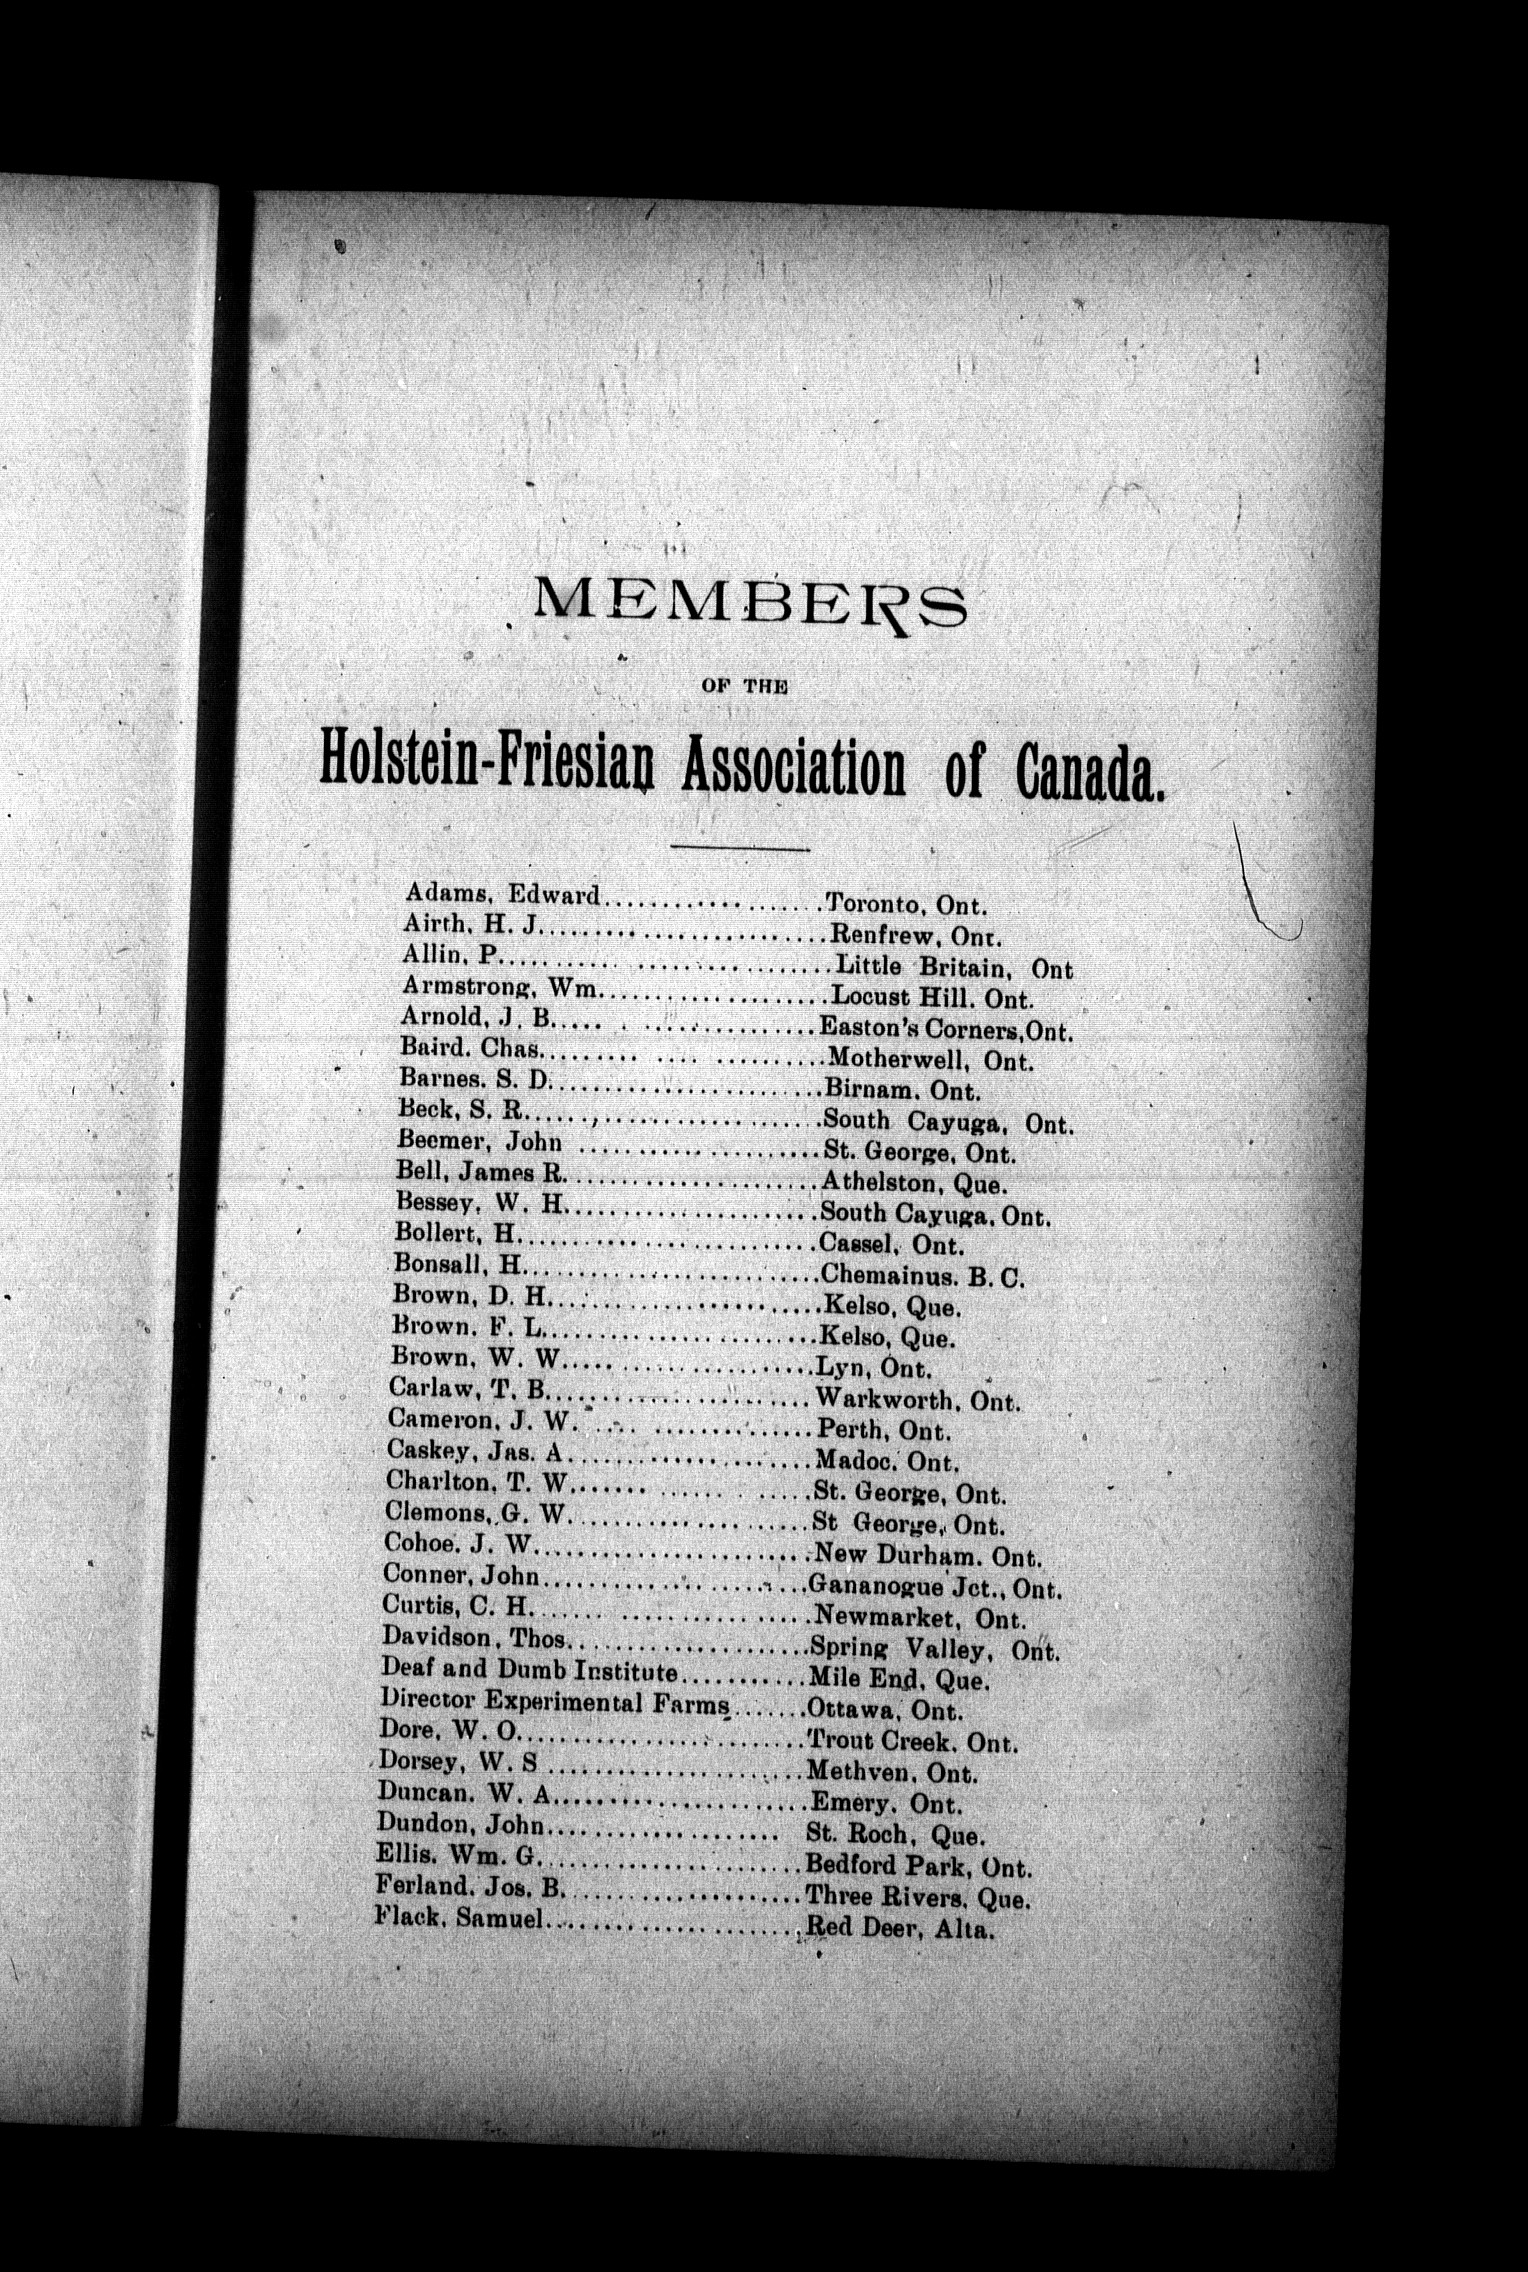 MEMBERS
OF THE
Holstein-Friesian Association of Canada.
Adams, Edward....................Toronto, Ont.
Airth, H. J.........................Renfrew, Ont.
Allin, P............................Little Britain, Ont
Armstrong, Wm....................Locust Hill. Ont.
Arnold, J. B.....................Easton's Corners, Ont.
Baird. Chas.......................Motherwell, Ont.
Barnes. S. D.......................Birnam. Ont.
Beck, S. R.........................South Cayuga, Ont.
Beemer, John .....................St. George, Ont.
Bell, James R......................Athelston, Que.
Bessey, W. H......................South Cayuga, Ont.
Bollert, H..........................Cassel, Ont.
Bonsall, H.........................Chemainus. B. C.
Brown, D. H.......................Kelso, Que.
Brown. F. L.......................Kelso, Que.
Brown, W. W.....................Lyn, Ont.
Carlaw, T. B......................Warkworth, Ont.
Cameron, J. W...................Perth, Ont.
Caskey, Jas. A....................Madoc. Ont.
Charlton, T. W...................St. George, Ont.
Clemons, G. W...................St George, Ont.
Cohoe. J. W.......................New Durham. Ont.
Conner, John......................Gananogue Jct., Ont.
Curtis, C. H.......................Newmarket, Ont.
Davidson, Thos....................Spring Valley, Ont.
Deaf and Dumb Institute...........Mile End, Que.
Director Experimental Farms.......Ottawa, Ont.
Dore, W. O........................Trout Creek. Ont.
Dorsey, W. S .....................Methven, Ont.
Duncan. W. A.....................Emery. Ont.
Dundon, John.................... St. Roch, Que.
Ellis. Wm. G......................Bedford Park, Ont.
Ferland. Jos. B....................Three Rivers. Que.
Flack, Samuel.....................Red Deer, Alta.